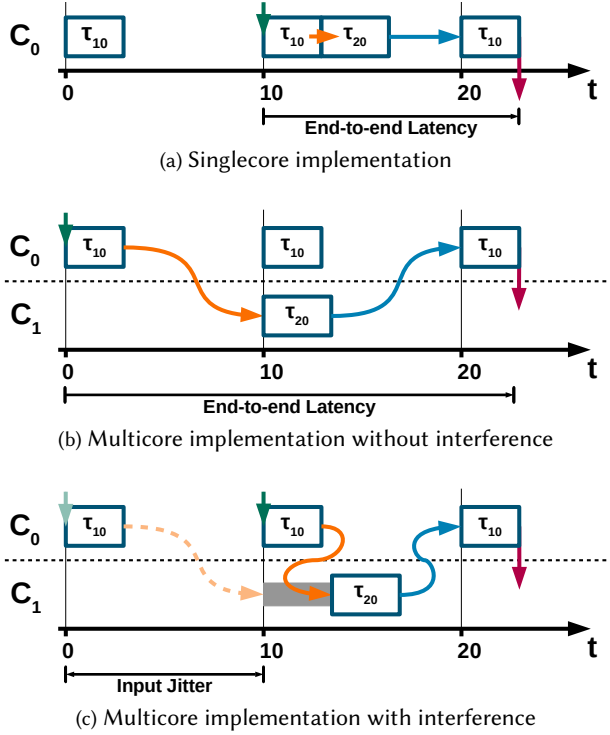 C0 τ10 τ10 τ20 τ10
0 10 20 t
End-to-end Latency
(a) Singlecore implementation
C0 τ10 τ10 τ10
C1 τ20
0 10 20 t
End-to-end Latency
(b) Multicore implementation without interference
C0 τ10 τ10 τ10
C1 τ20
0 10 20 t
Input Jitter
(c) Multicore implementation with interference